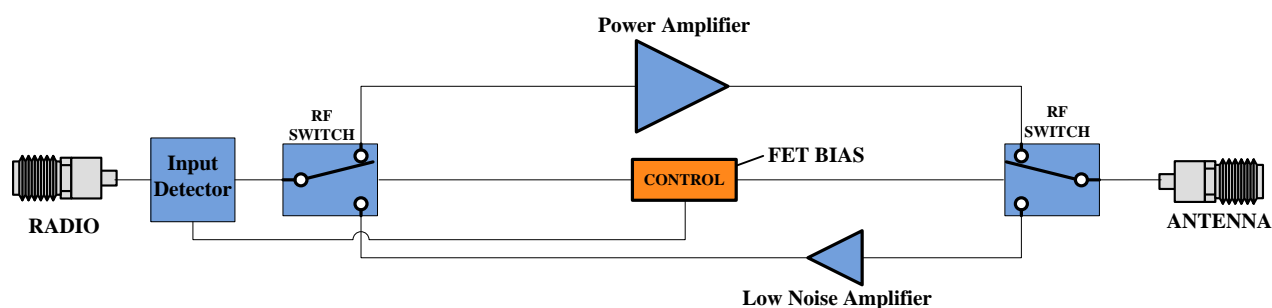 Power Amplifier
RF
SWITCH
RF
SWITCH
Input
Detector
FET BIAS
CONTROL
RADIO
ANTENNA
Low Noise Amplifier